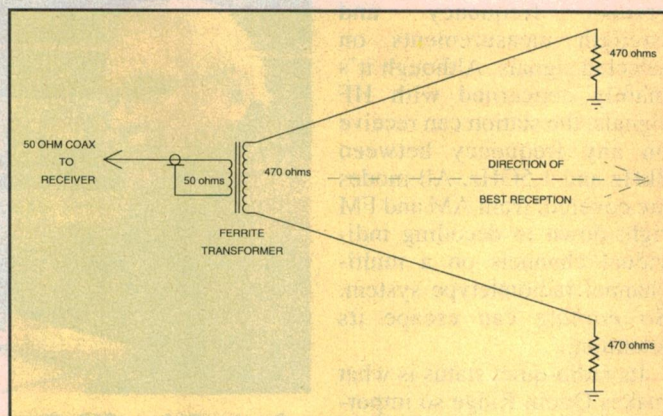 470 ohms
50 OHM COAX
TO
RECEIVER
50 ohms
470 ohms
DIRECTION OF
BEST RECEPTION
FERRITE
TRANSFORMER
470 ohms